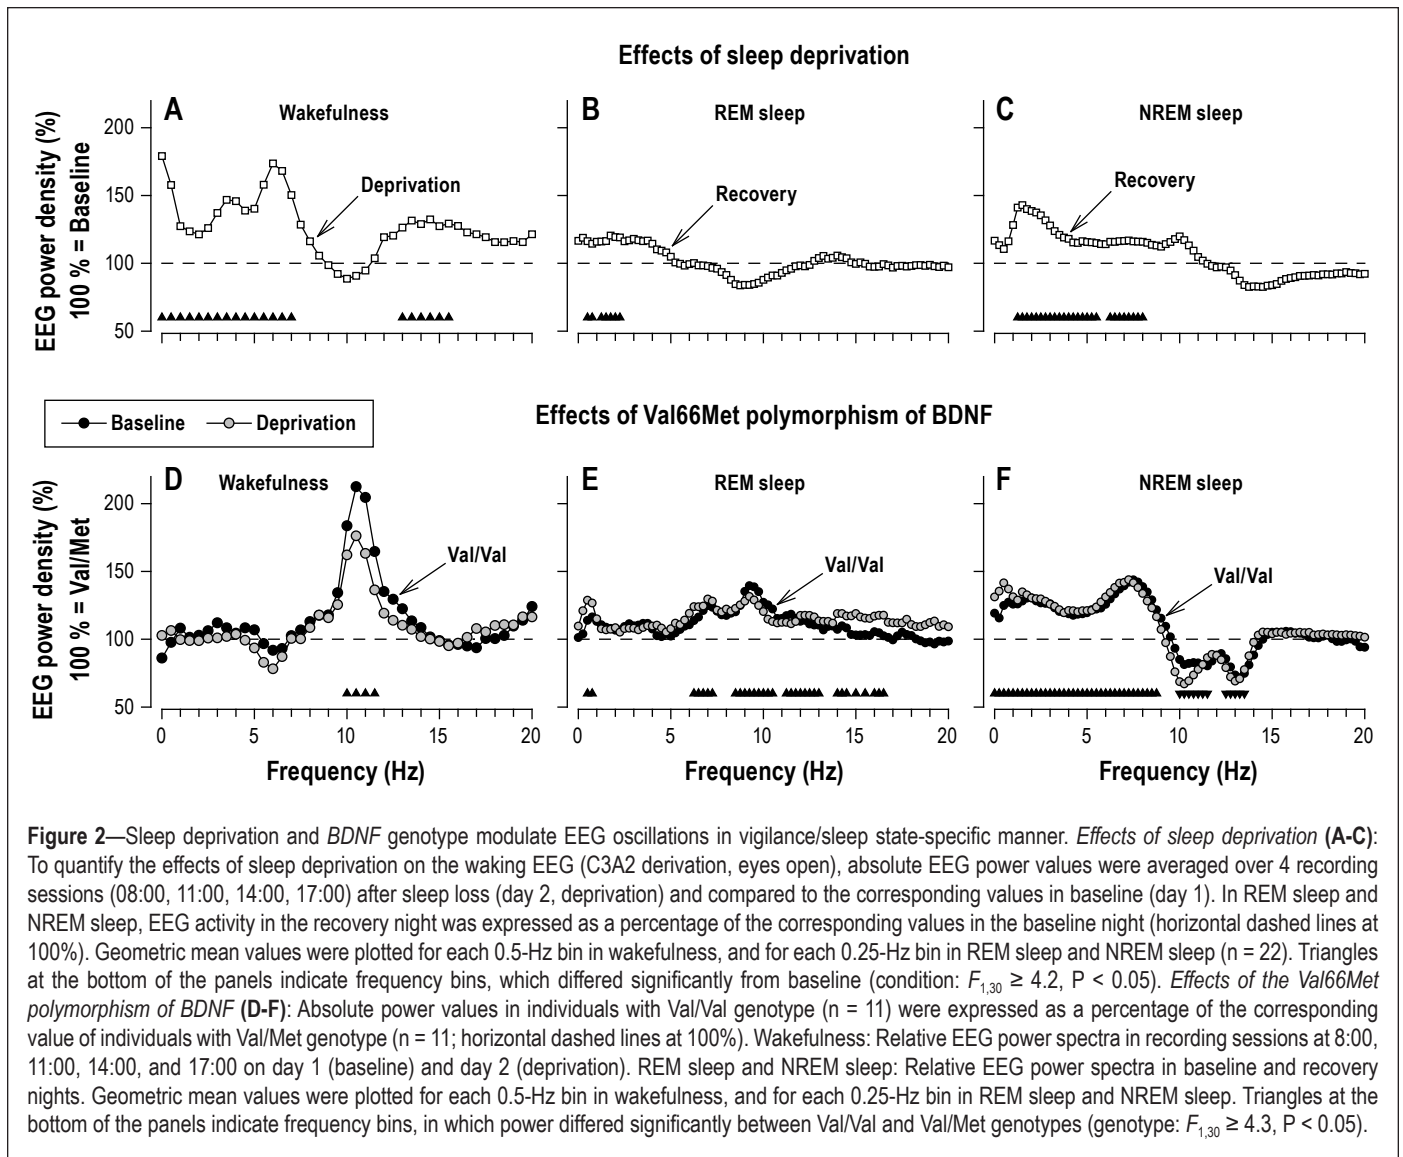 Effects of sleep deprivation
A
Wakefulness
B
REM sleep
C
NREM sleep
EEG power density (%)
100 % = Baseline
200
150
100
50
Deprivation
Recovery
Recovery
Baseline
Deprivation
Effects of Val66Met polymorphism of BDNF
D
Wakefulness
E
REM sleep
F
NREM sleep
EEG power density (%)
100 % = Val/Met
200
150
100
50
Val/Val
Val/Val
Val/Val
0 5 10 15 20
0 5 10 15 20
0 5 10 15 20
Frequency (Hz)
Frequency (Hz)
Frequency (Hz)
Figure 2—Sleep deprivation and BDNF genotype modulate EEG oscillations in vigilance/sleep state-specific manner. Effects of sleep deprivation (A-C):
To quantify the effects of sleep deprivation on the waking EEG (C3A2 derivation, eyes open), absolute EEG power values were averaged over 4 recording
sessions (08:00, 11:00, 14:00, 17:00) after sleep loss (day 2, deprivation) and compared to the corresponding values in baseline (day 1). In REM sleep and
NREM sleep, EEG activity in the recovery night was expressed as a percentage of the corresponding values in the baseline night (horizontal dashed lines at
100%). Geometric mean values were plotted for each 0.5-Hz bin in wakefulness, and for each 0.25-Hz bin in REM sleep and NREM sleep (n = 22). Triangles
at the bottom of the panels indicate frequency bins, which differed significantly from baseline (condition: F1,30 ≥ 4.2, P < 0.05). Effects of the Val66Met
polymorphism of BDNF (D-F): Absolute power values in individuals with Val/Val genotype (n = 11) were expressed as a percentage of the corresponding
value of individuals with Val/Met genotype (n = 11; horizontal dashed lines at 100%). Wakefulness: Relative EEG power spectra in recording sessions at 8:00,
11:00, 14:00, and 17:00 on day 1 (baseline) and day 2 (deprivation). REM sleep and NREM sleep: Relative EEG power spectra in baseline and recovery
nights. Geometric mean values were plotted for each 0.5-Hz bin in wakefulness, and for each 0.25-Hz bin in REM sleep and NREM sleep. Triangles at the
bottom of the panels indicate frequency bins, in which power differed significantly between Val/Val and Val/Met genotypes (genotype: F1,30 ≥ 4.3, P < 0.05).